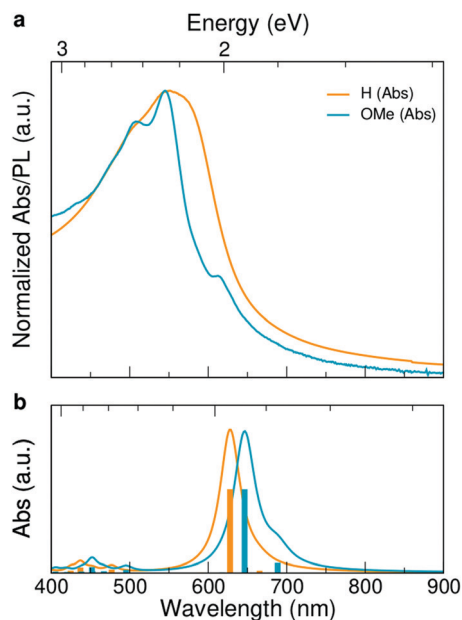 a
Energy (eV)
3 2
Normalized Abs/PL (a.u.)
H (Abs)
OMe (Abs)
b
Abs (a.u.)
400 500 600 700 800 900
Wavelength (nm)